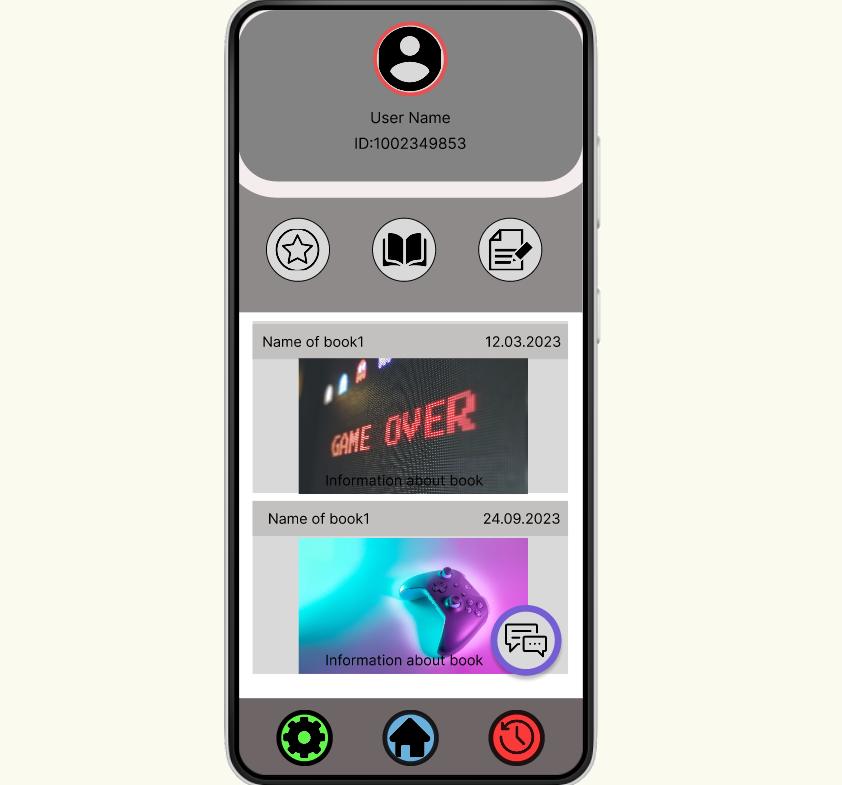 User Name
ID:1002349853
Name of book1 12.03.2023
GAME OVER
Information about book
Name of book1 24.09.2023
Information about book